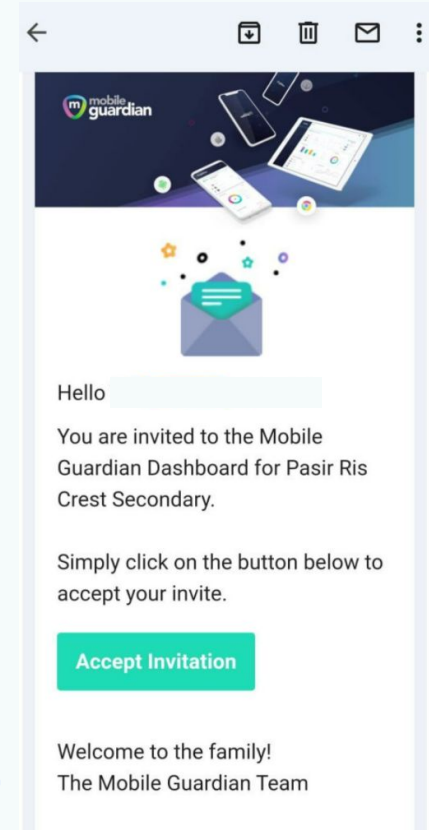 mobile
guardian
Hello
You are invited to the Mobile
Guardian Dashboard for Pasir Ris
Crest Secondary.
Simply click on the button below to
accept your invite.
Accept Invitation
Welcome to the family!
The Mobile Guardian Team